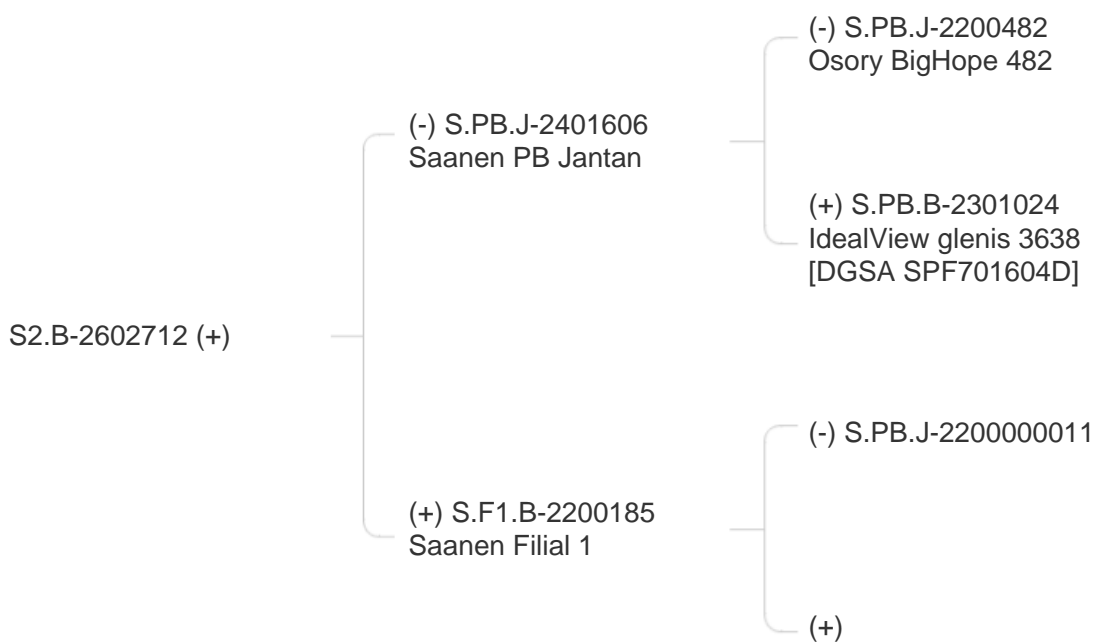 (-) S.PB.J-2200482
Osory BigHope 482
(-) S.PB.J-2401606
Saanen PB Jantan
(+) S.PB.B-2301024
IdealView glenis 3638
[DGSA SPF701604D]
S2.B-2602712 (+)
(-) S.PB.J-2200000011
(+) S.F1.B-2200185
Saanen Filial 1
(+)